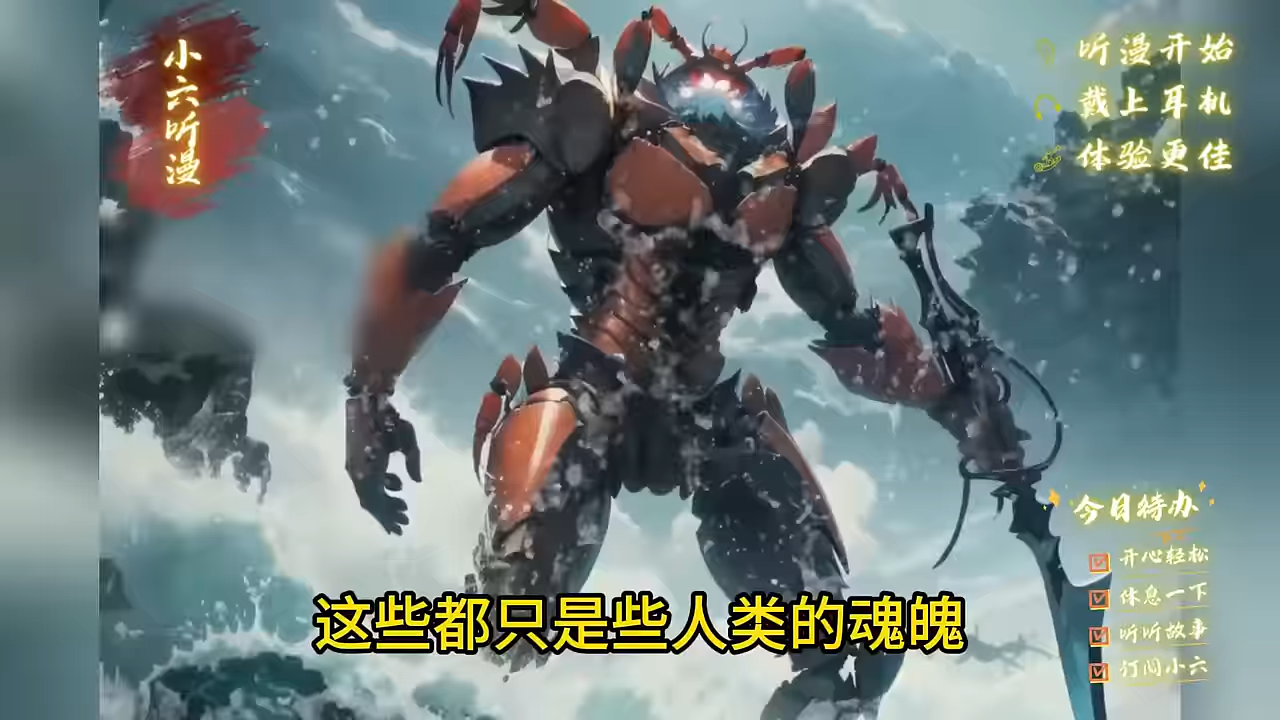 小六听漫
听漫开始
戴上耳机
体验更佳
今日待办
开心轻松
休息一下
听听故事
订阅小六
这些都只是些人类的魂魄